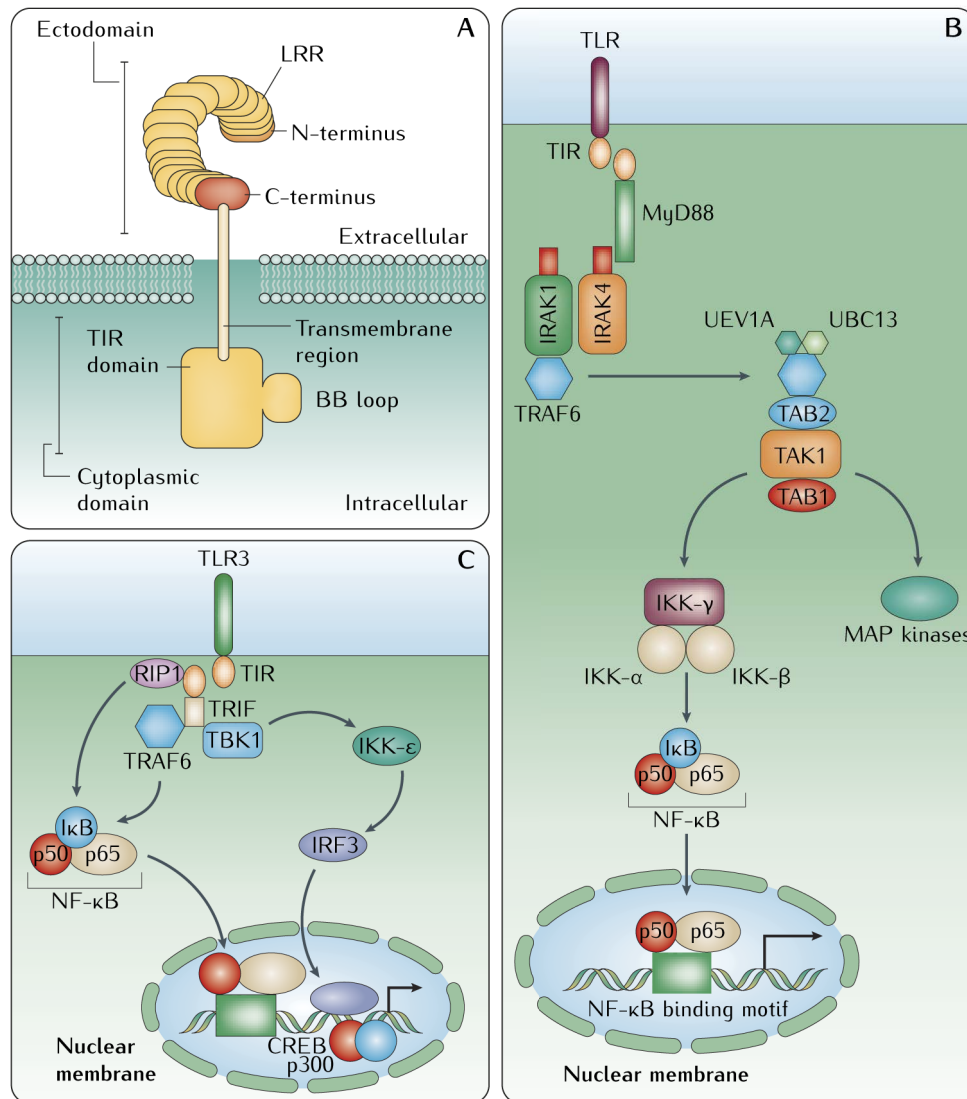 A
Ectodomain
LRR
N-terminus
C-terminus
Extracellular
TIR
domain
Transmembrane
region
BB loop
Cytoplasmic
domain
Intracellular
B
TLR
TIR
MyD88
IRAK1
IRAK4
TRAF6
UEV1A
UBC13
TAB2
TAK1
TAB1
IKK-γ
IKK-α
IKK-β
MAP kinases
IκB
p50
p65
NF-κB
p50
p65
NF-κB binding motif
Nuclear membrane
C
TLR3
RIP1
TIR
TRIF
TRAF6
TBK1
IKK-ε
IκB
p50
p65
NF-κB
IRF3
CREB
p300
Nuclear
membrane